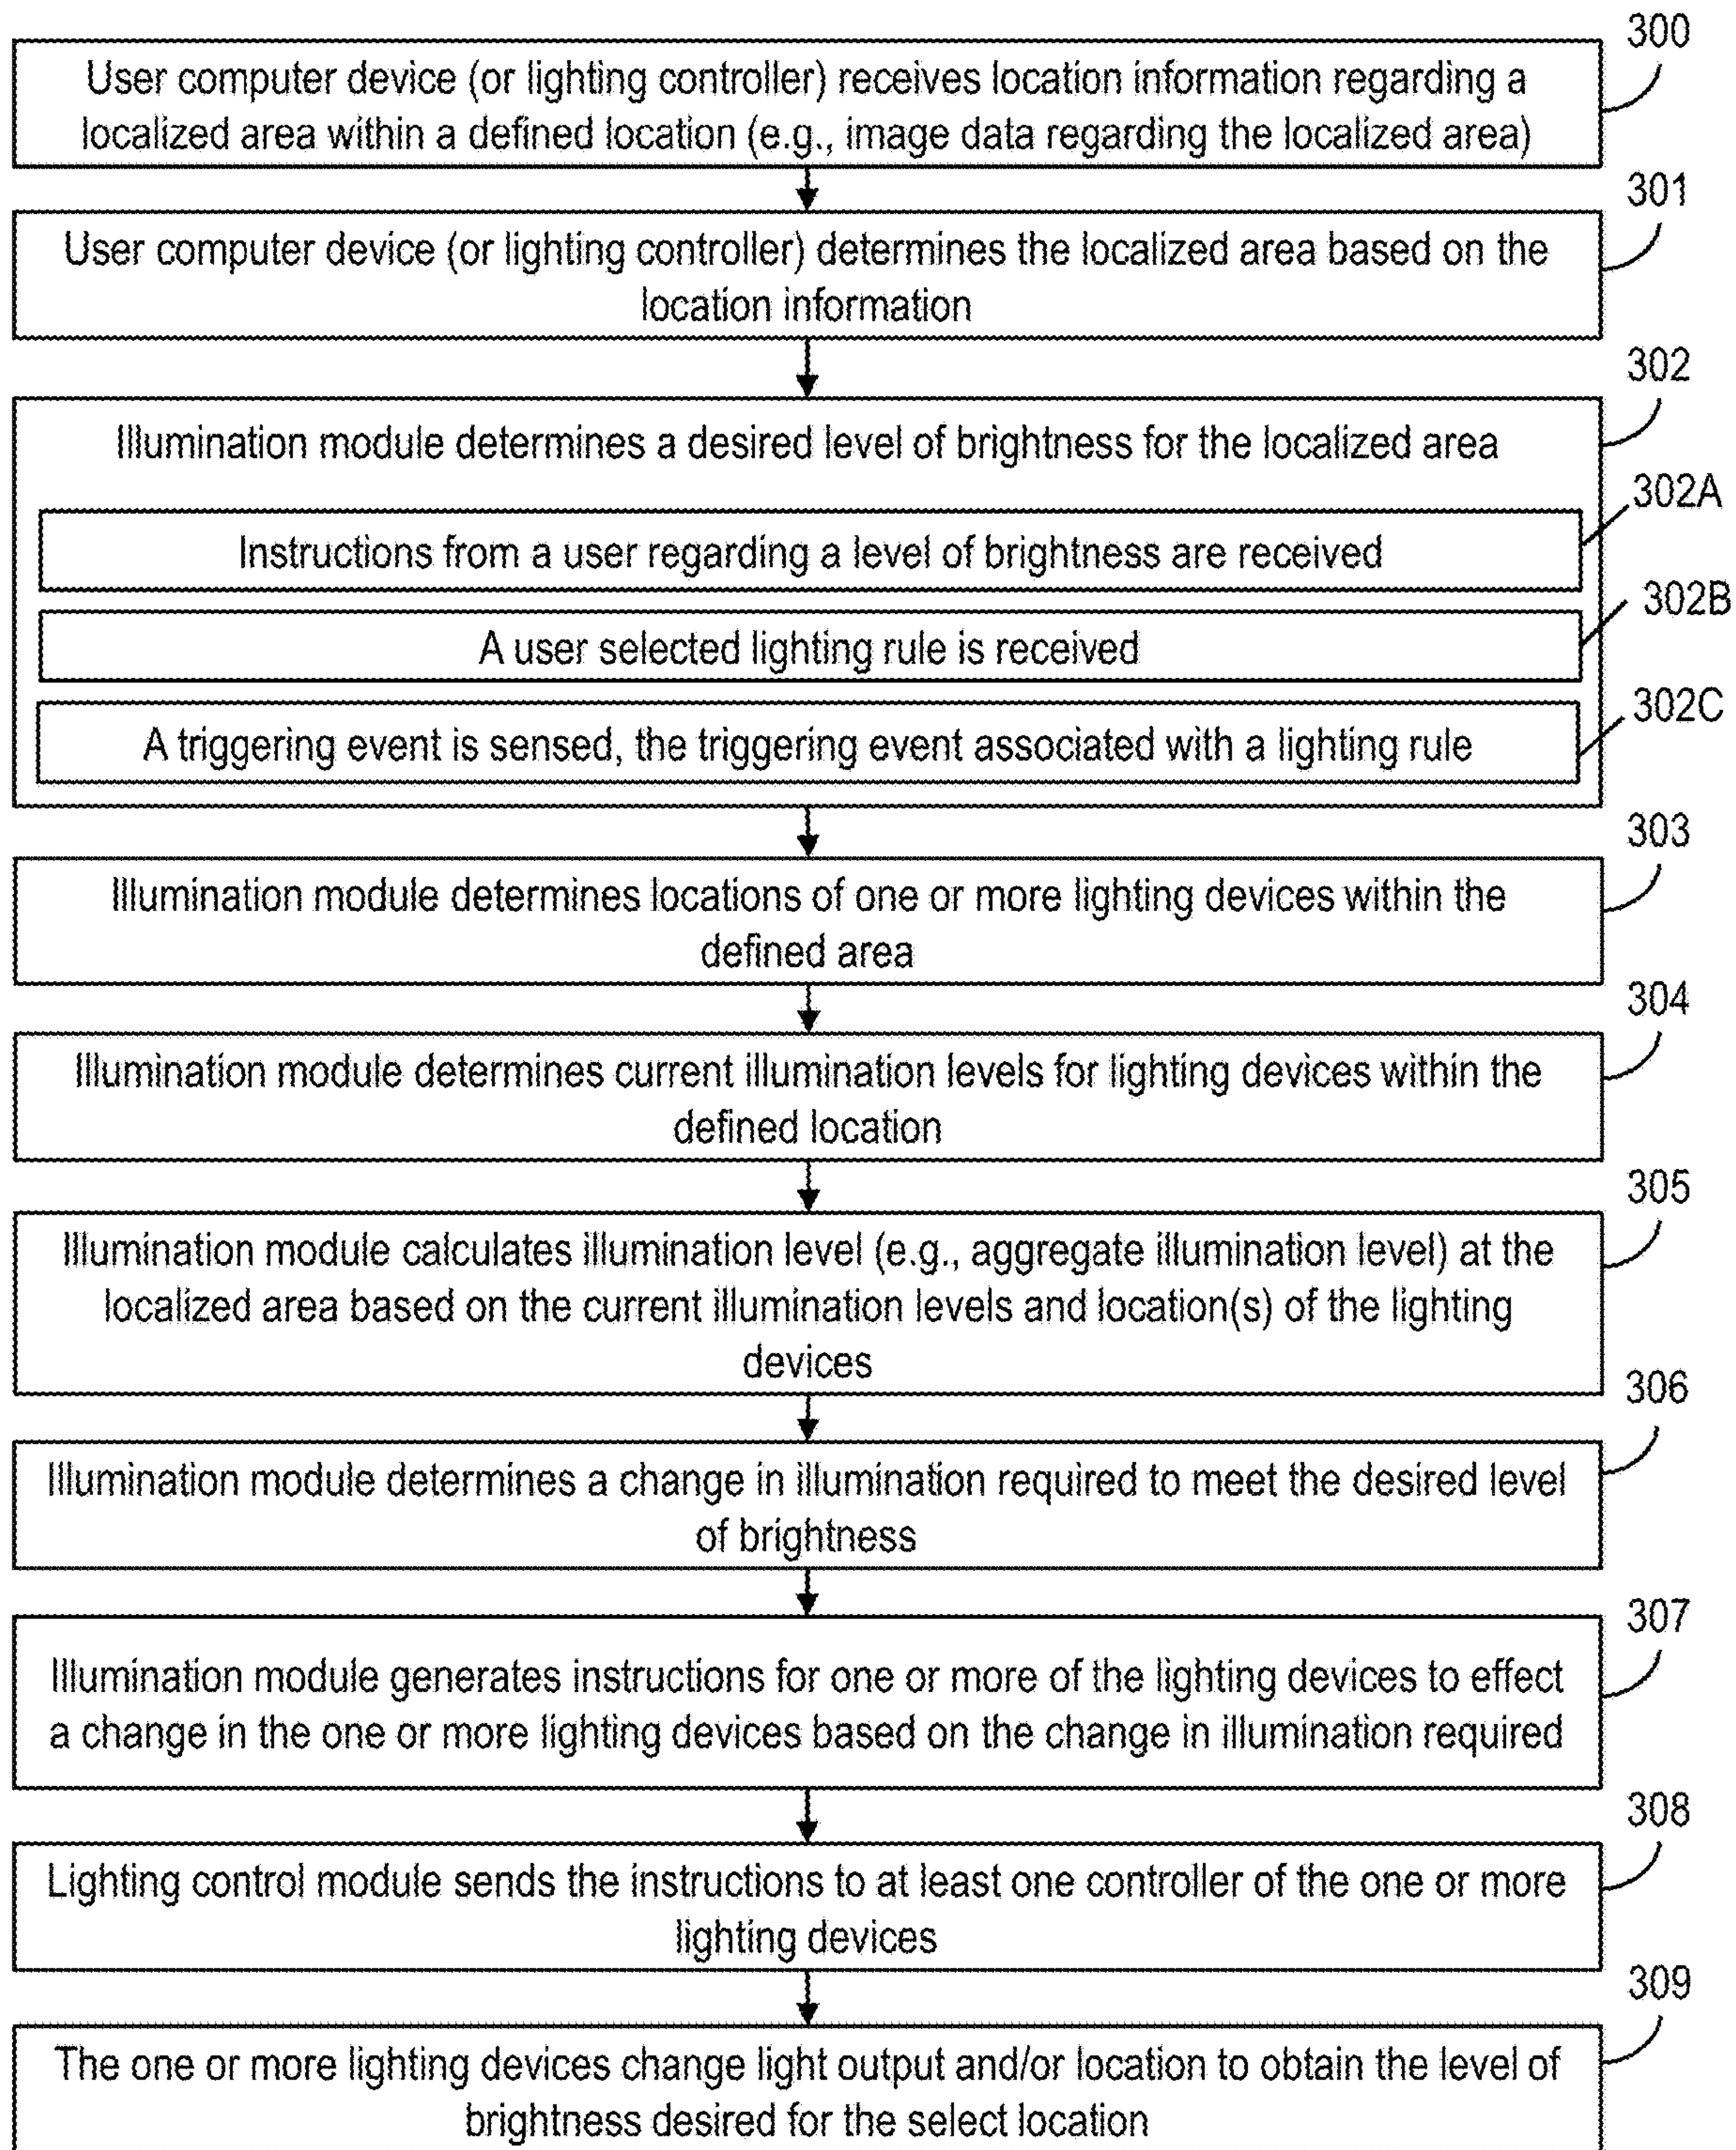 300
User computer device (or lighting controller) receives location information regarding a
localized area within a defined location (e.g., image data regarding the localized area)
301
User computer device (or lighting controller) determines the localized area based on the
location information
302
Illumination module determines a desired level of brightness for the localized area
302A
Instructions from a user regarding a level of brightness are received
302B
A user selected lighting rule is received
302C
A triggering event is sensed, the triggering event associated with a lighting rule
303
Illumination module determines locations of one or more lighting devices within the
defined area
304
Illumination module determines current illumination levels for lighting devices within the
defined location
305
Illumination module calculates illumination level (e.g., aggregate illumination level) at the
localized area based on the current illumination levels and location(s) of the lighting
devices
306
Illumination module determines a change in illumination required to meet the desired level
of brightness
307
Illumination module generates instructions for one or more of the lighting devices to effect
a change in the one or more lighting devices based on the change in illumination required
308
Lighting control module sends the instructions to at least one controller of the one or more
lighting devices
309
The one or more lighting devices change light output and/or location to obtain the level of
brightness desired for the select location